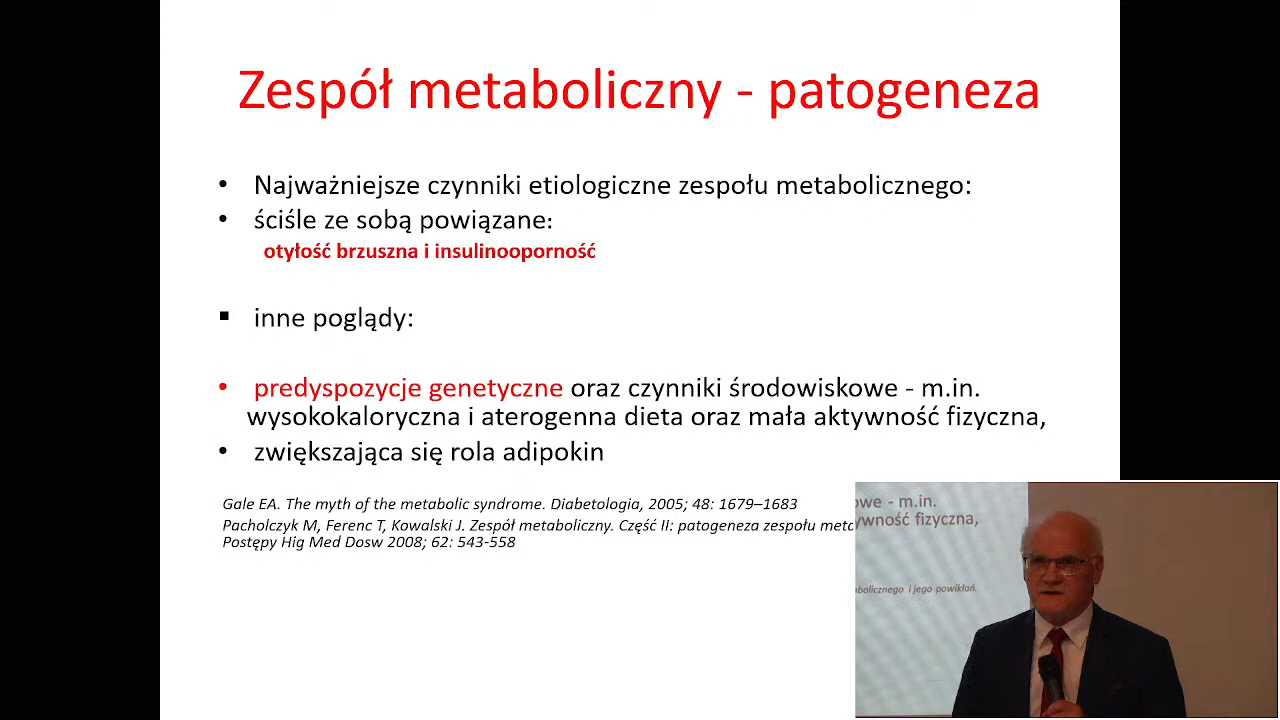 Zespół metaboliczny - patogeneza
• Najważniejsze czynniki etiologiczne zespołu metabolicznego:
• ściśle ze sobą powiązane:
otyłość brzuszna i insulinooporność
▪ inne poglądy:
• predyspozycje genetyczne oraz czynniki środowiskowe - m.in.
wysokokaloryczna i aterogenna dieta oraz mała aktywność fizyczna,
• zwiększająca się rola adipokin
Gale EA. The myth of the metabolic syndrome. Diabetologia, 2005; 48: 1679–1683
Pacholczyk M, Ferenc T, Kowalski J. Zespół metaboliczny. Część II: patogeneza zespołu meta
Postępy Hig Med Dosw 2008; 62: 543-558
owe - m.in.
ywność fizyczna,
bolicznego i jego powikłań.